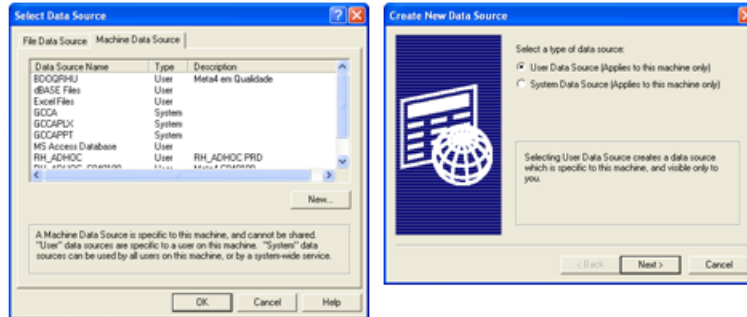 Select Data Source
File Data Source Machine Data Source
Data Source Name Type Description
BDOQRHU User Meta4 em Qualidade
dBASE Files User
Excel Files User
GCCA System
GCCAPLX System
GCCAPPT System
MS Access Database User
RH_ADHOC User RH_ADHOC PRD
New...
A Machine Data Source is specific to this machine, and cannot be shared.
"User" data sources are specific to a user on this machine. "System" data
sources can be used by all users on this machine, or by a system-wide service.
OK Cancel Help
Create New Data Source
Select a type of data source:
User Data Source (Applies to this machine only)
System Data Source (Applies to this machine only)
Selecting User Data Source creates a data source
which is specific to this machine, and visible only to
you.
< Back Next > Cancel